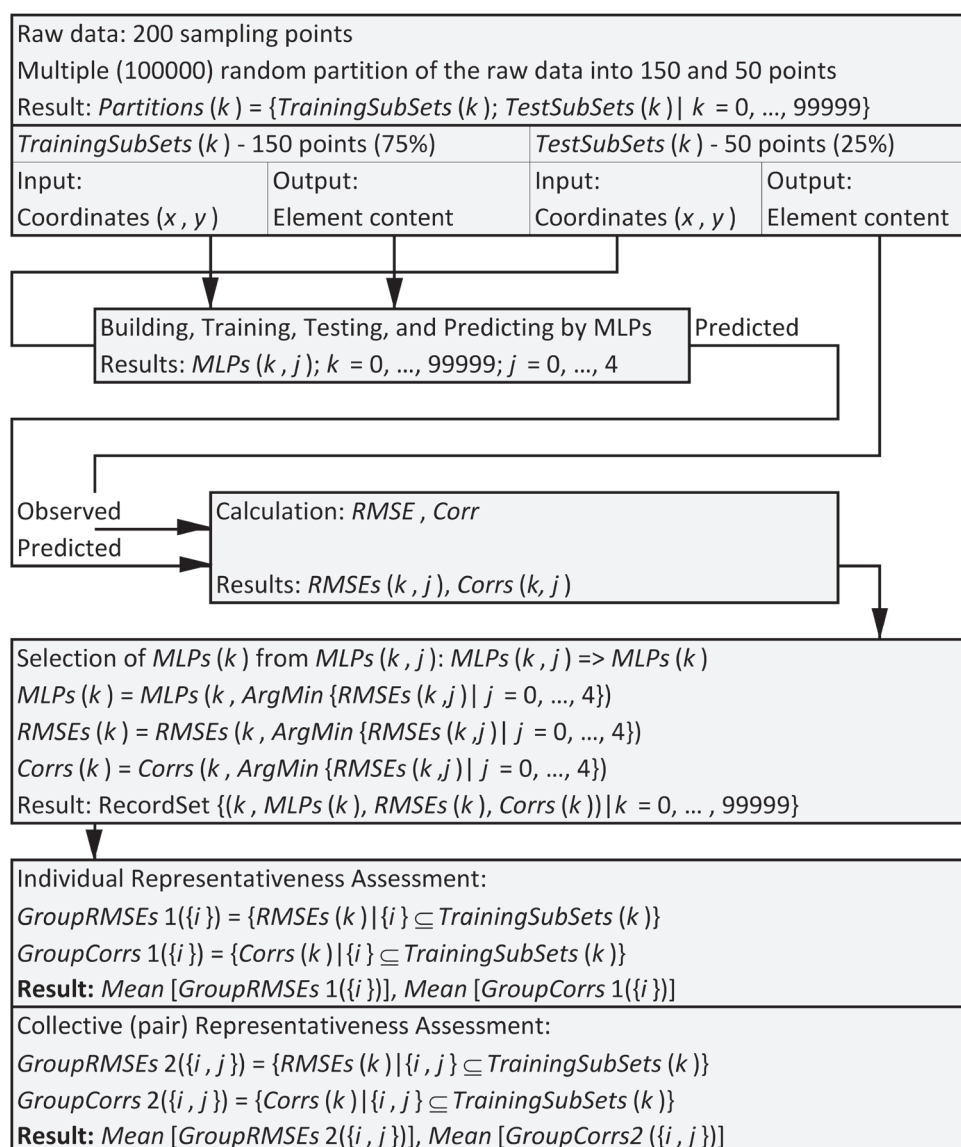 Raw data: 200 sampling points
Multiple (100000) random partition of the raw data into 150 and 50 points
Result: Partitions (k) = {TrainingSubSets (k); TestSubSets (k)| k = 0, ..., 99999}
TrainingSubSets (k) - 150 points (75%)
TestSubSets (k) - 50 points (25%)
Input:
Coordinates (x, y)
Output:
Element content
Input:
Coordinates (x, y)
Output:
Element content
Building, Training, Testing, and Predicting by MLPs
Results: MLPs (k, j); k = 0, ..., 99999; j = 0, ..., 4
Predicted
Observed
Predicted
Calculation: RMSE, Corr
Results: RMSEs (k, j), Corrs (k, j)
Selection of MLPs (k) from MLPs (k, j): MLPs (k, j) => MLPs (k)
MLPs (k) = MLPs (k, ArgMin {RMSEs (k,j)| j = 0, ..., 4})
RMSEs (k) = RMSEs (k, ArgMin {RMSEs (k,j)| j = 0, ..., 4})
Corrs (k) = Corrs (k, ArgMin {RMSEs (k,j)| j = 0, ..., 4})
Result: RecordSet {(k, MLPs (k), RMSEs (k), Corrs (k))|k = 0, ... , 99999}
Individual Representativeness Assessment:
GroupRMSEs 1({i}) = {RMSEs (k)|{i} ⊆ TrainingSubSets (k)}
GroupCorrs 1({i}) = {Corrs (k)|{i} ⊆ TrainingSubSets (k)}
Result: Mean [GroupRMSEs 1({i})], Mean [GroupCorrs 1({i})]
Collective (pair) Representativeness Assessment:
GroupRMSEs 2({i, j}) = {RMSEs (k)|{i, j} ⊆ TrainingSubSets (k)}
GroupCorrs 2({i, j}) = {Corrs (k)|{i, j} ⊆ TrainingSubSets (k)}
Result: Mean [GroupRMSEs 2({i, j})], Mean [GroupCorrs2 ({i, j})]